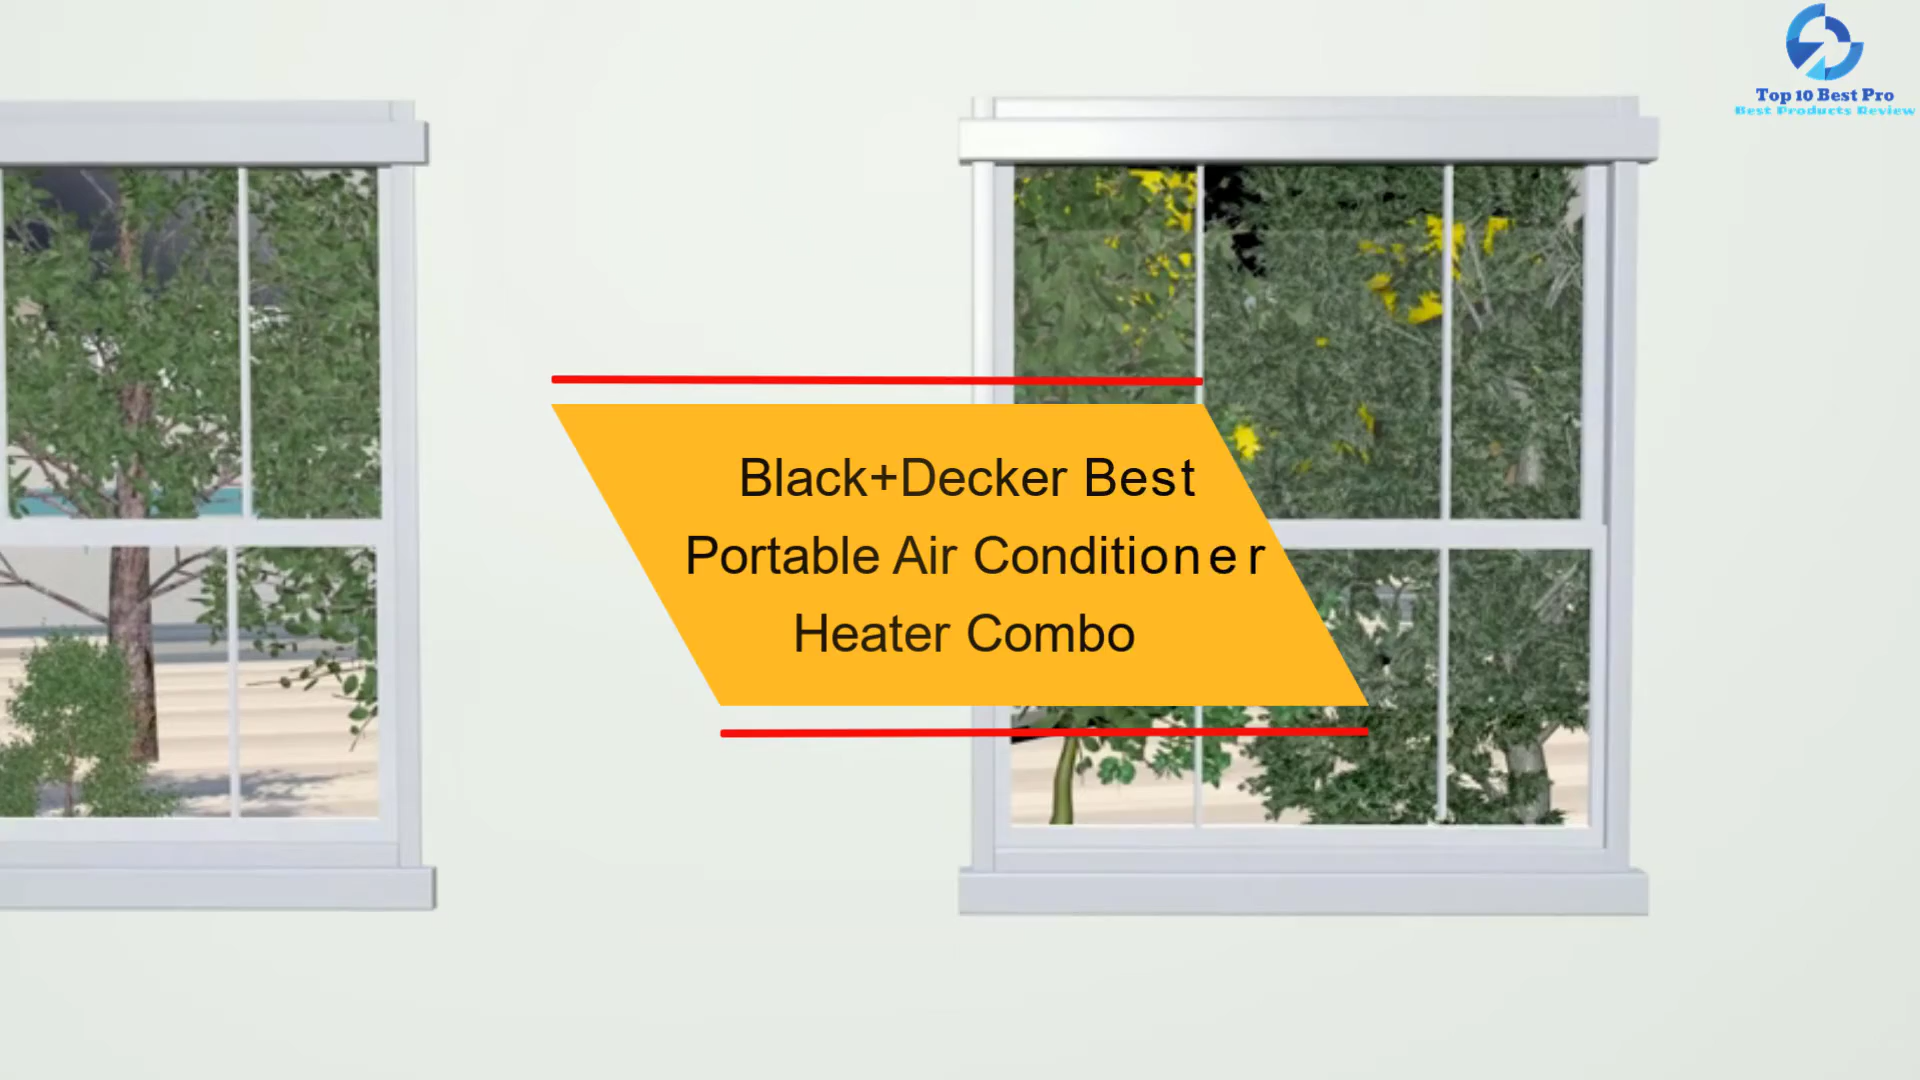 Top 10 Best Pro
Best Products Review
Black+Decker Best
Portable Air Conditioner
Heater Combo